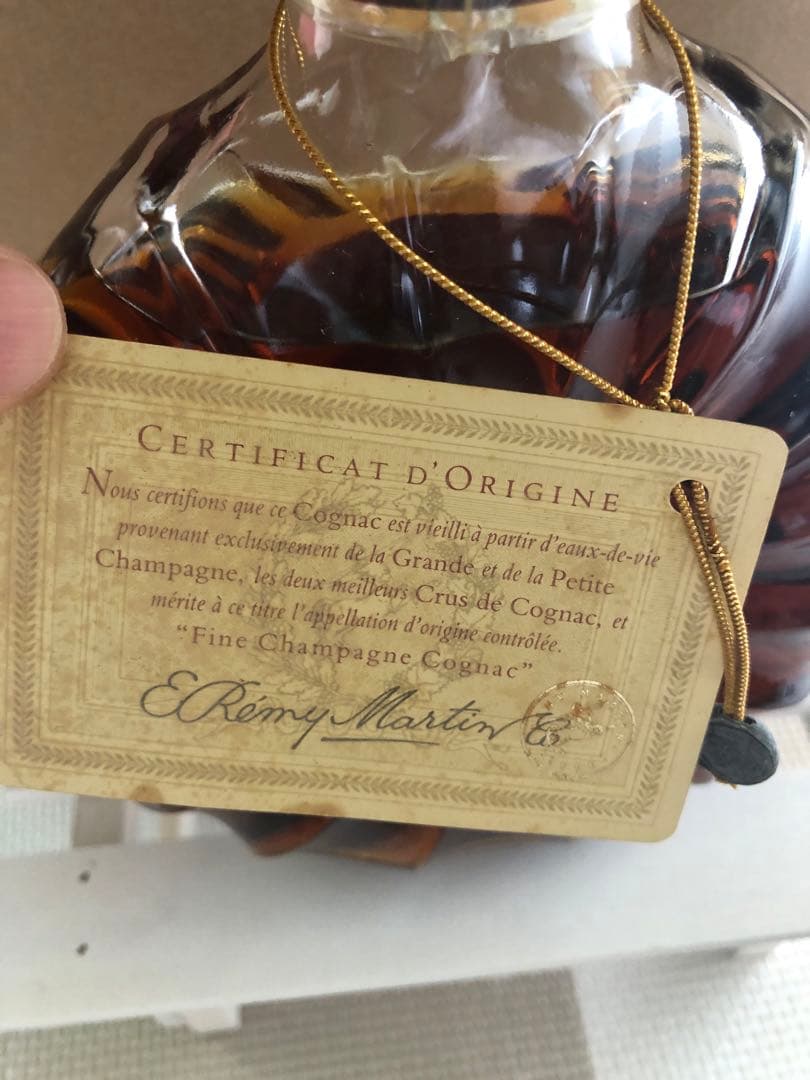 CERTIFICAT D'ORIGINE
Nous certifions que ce Cognac est vieilli à partir d'eaux-de-vie
provenant exclusivement de la Grande et de la Petite
Champagne, les deux meilleurs Crus de Cognac, et
mérite à ce titre l'appellation d'origine contrôlée.
"Fine Champagne Cognac"
E Rémy Martin & Co